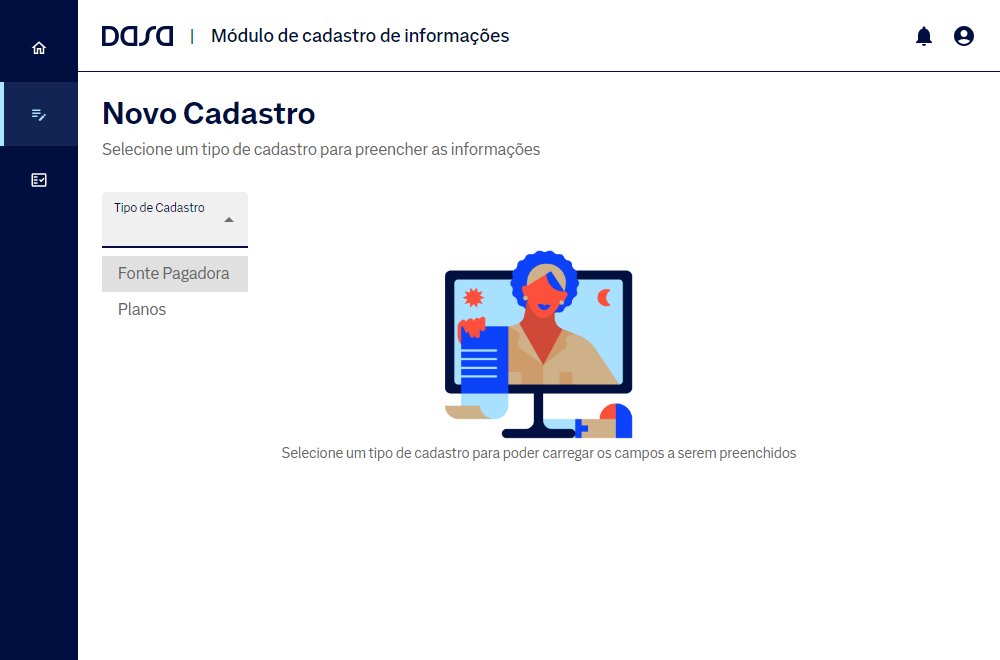 DASA | Módulo de cadastro de informações
Novo Cadastro
Selecione um tipo de cadastro para preencher as informações
Tipo de Cadastro
Fonte Pagadora
Planos
Selecione um tipo de cadastro para poder carregar os campos a serem preenchidos